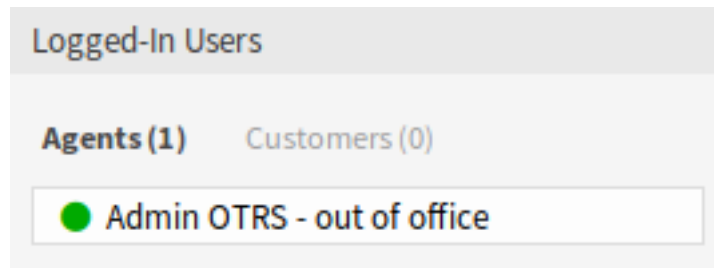 Logged-In Users
Agents (1) Customers (0)
Admin OTRS - out of office